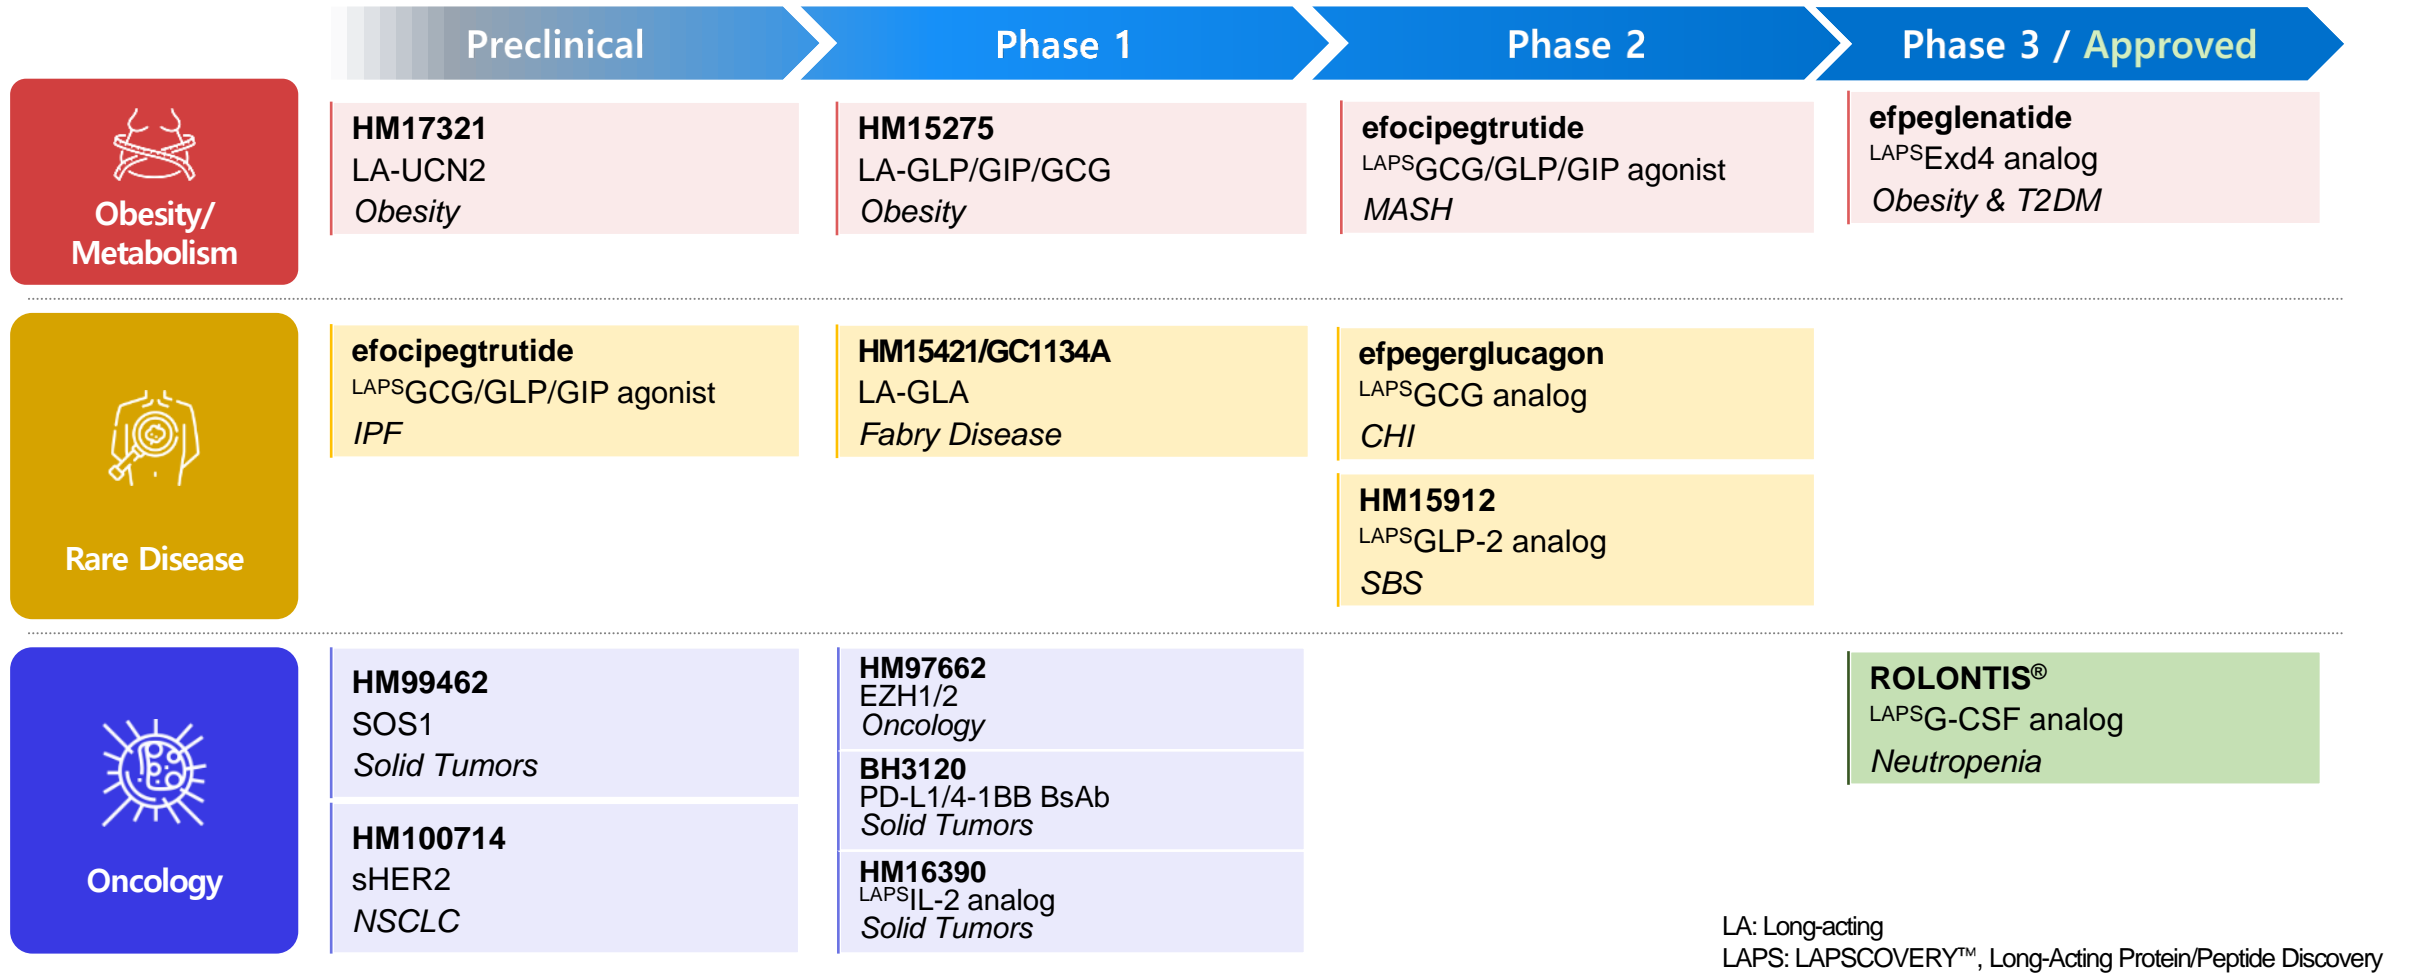 Preclinical
Phase 1
Phase 2
Phase 3 / Approved
Obesity/
Metabolism
HM17321
LA-UCN2
Obesity
HM15275
LA-GLP/GIP/GCG
Obesity
efocipegtrutide
LAPSGCG/GLP/GIP agonist
MASH
efpeglenatide
LAPSExd4 analog
Obesity & T2DM
Rare Disease
efocipegtrutide
LAPSGCG/GLP/GIP agonist
IPF
HM15421/GC1134A
LA-GLA
Fabry Disease
efpegerglucagon
LAPSGCG analog
CHI
HM15912
LAPSGLP-2 analog
SBS
Oncology
HM99462
SOS1
Solid Tumors
HM100714
sHER2
NSCLC
HM97662
EZH1/2
Oncology
BH3120
PD-L1/4-1BB BsAb
Solid Tumors
HM16390
LAPSIL-2 analog
Solid Tumors
ROLONTIS®
LAPSG-CSF analog
Neutropenia
LA: Long-acting
LAPS: LAPSCOVERY™, Long-Acting Protein/Peptide Discovery